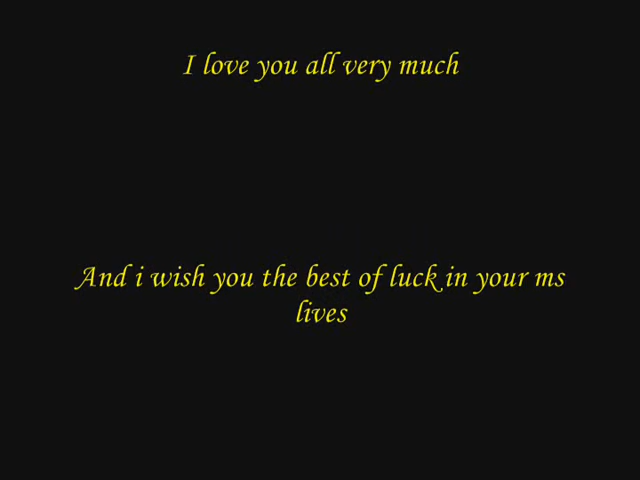 I love you all very much
And i wish you the best of luck in your ms
lives